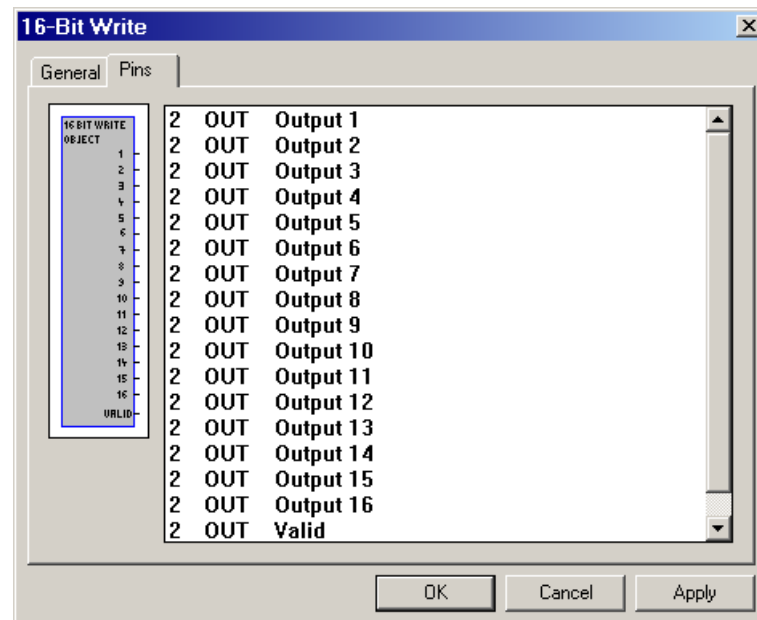 16-Bit Write
General Pins
16 BIT WRITE
OBJECT
1
2
3
4
5
6
7
8
9
10
11
12
13
14
15
16
VALID
2 OUT Output 1
2 OUT Output 2
2 OUT Output 3
2 OUT Output 4
2 OUT Output 5
2 OUT Output 6
2 OUT Output 7
2 OUT Output 8
2 OUT Output 9
2 OUT Output 10
2 OUT Output 11
2 OUT Output 12
2 OUT Output 13
2 OUT Output 14
2 OUT Output 15
2 OUT Output 16
2 OUT Valid
OK Cancel Apply